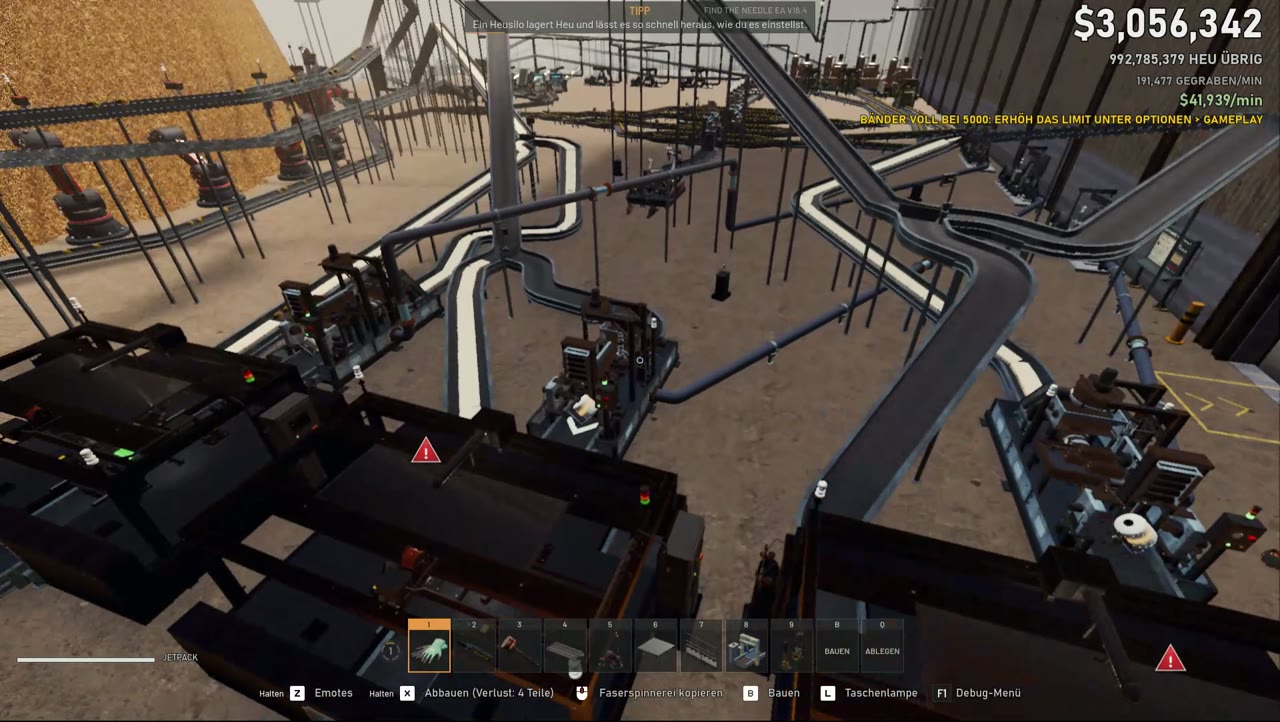 TIPP
FIND THE NEEDLE EA V16.4
Ein Heusilo lagert Heu und lässt es so schnell heraus, wie du es einstellst.
$3,056,342
992,785,379 HEU ÜBRIG
191,477 GEGRABEN/MIN
$41,939/min
BÄNDER VOLL BEI 5000: ERHÖH DAS LIMIT UNTER OPTIONEN > GAMEPLAY
JETPACK
1
1 2 3 4 5 6 7 8 9 B Q
BAUEN ABLEGEN
Halten Z Emotes Halten X Abbauen (Verlust: 4 Teile) Faserspinnerei kopieren B Bauen L Taschenlampe F1 Debug-Menü